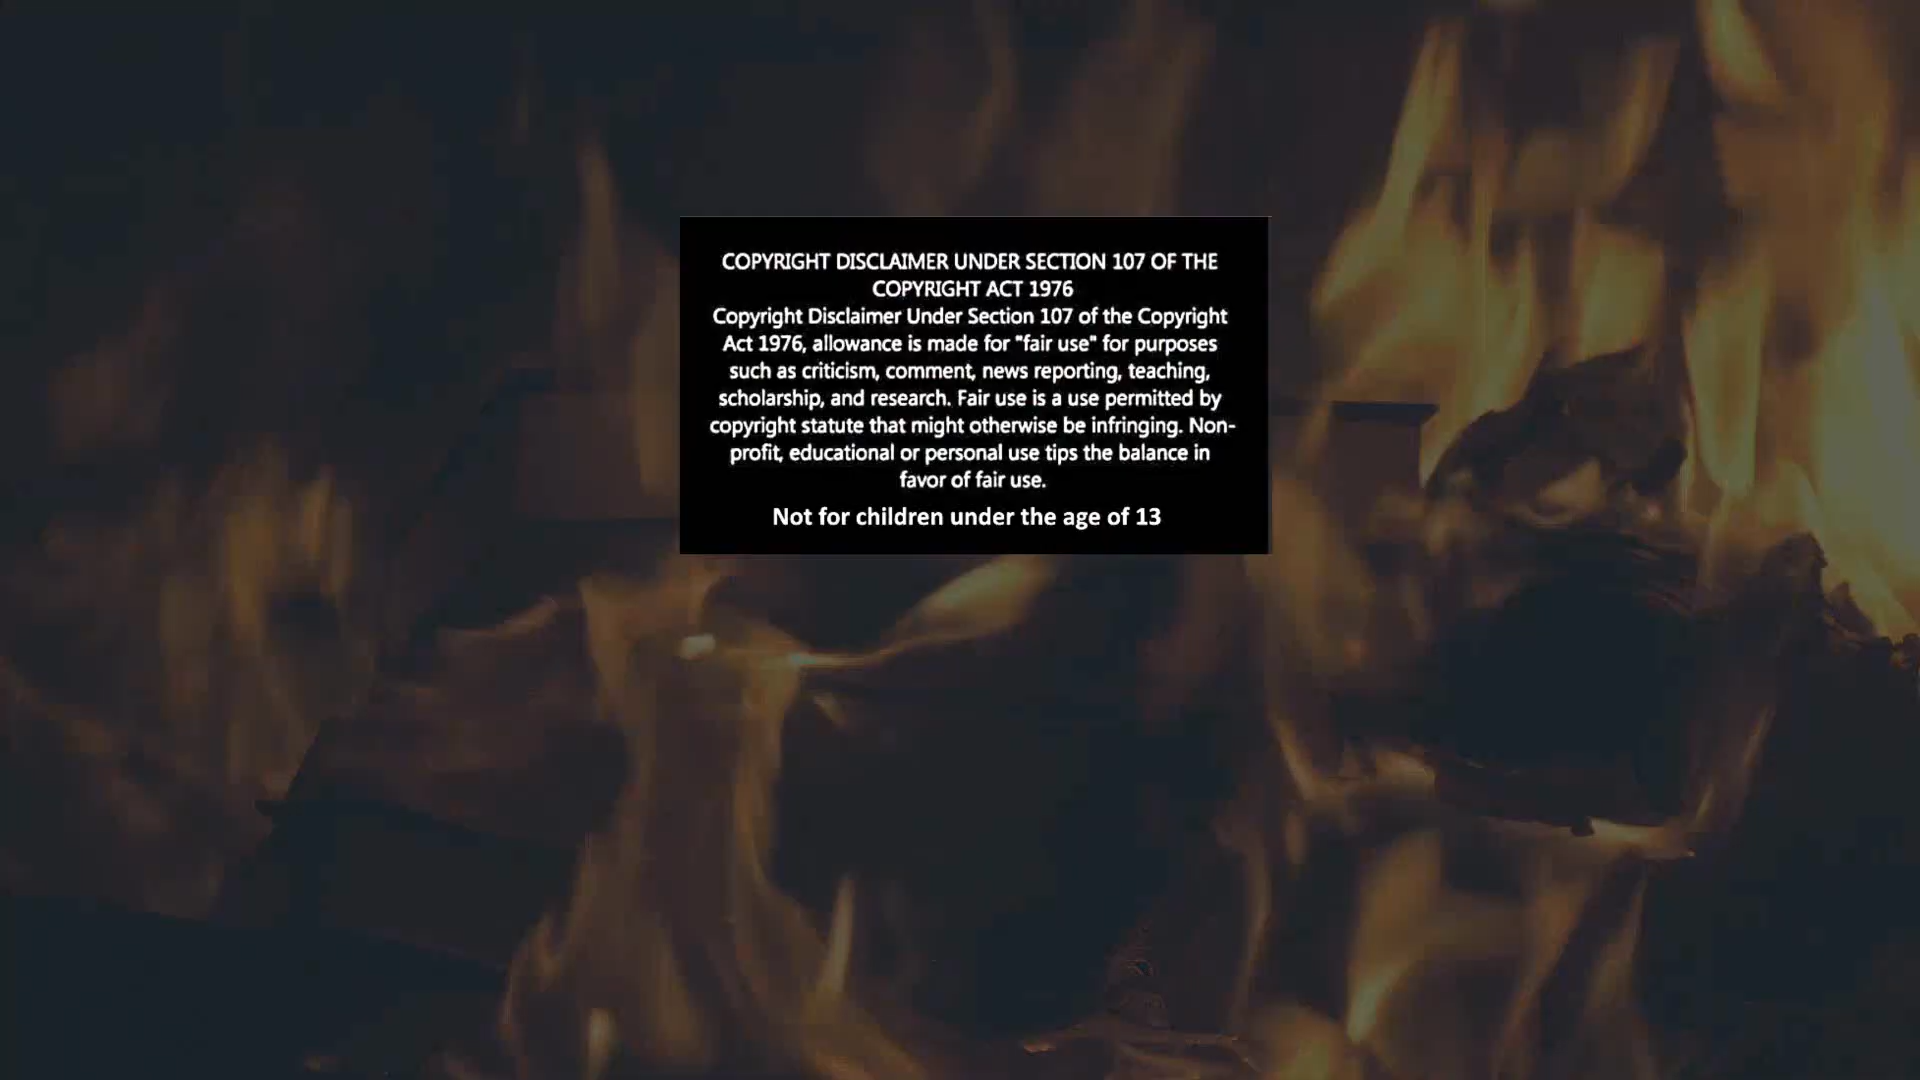 COPYRIGHT DISCLAIMER UNDER SECTION 107 OF THE
COPYRIGHT ACT 1976
Copyright Disclaimer Under Section 107 of the Copyright
Act 1976, allowance is made for "fair use" for purposes
such as criticism, comment, news reporting, teaching,
scholarship, and research. Fair use is a use permitted by
copyright statute that might otherwise be infringing. Non-
profit, educational or personal use tips the balance in
favor of fair use.
Not for children under the age of 13